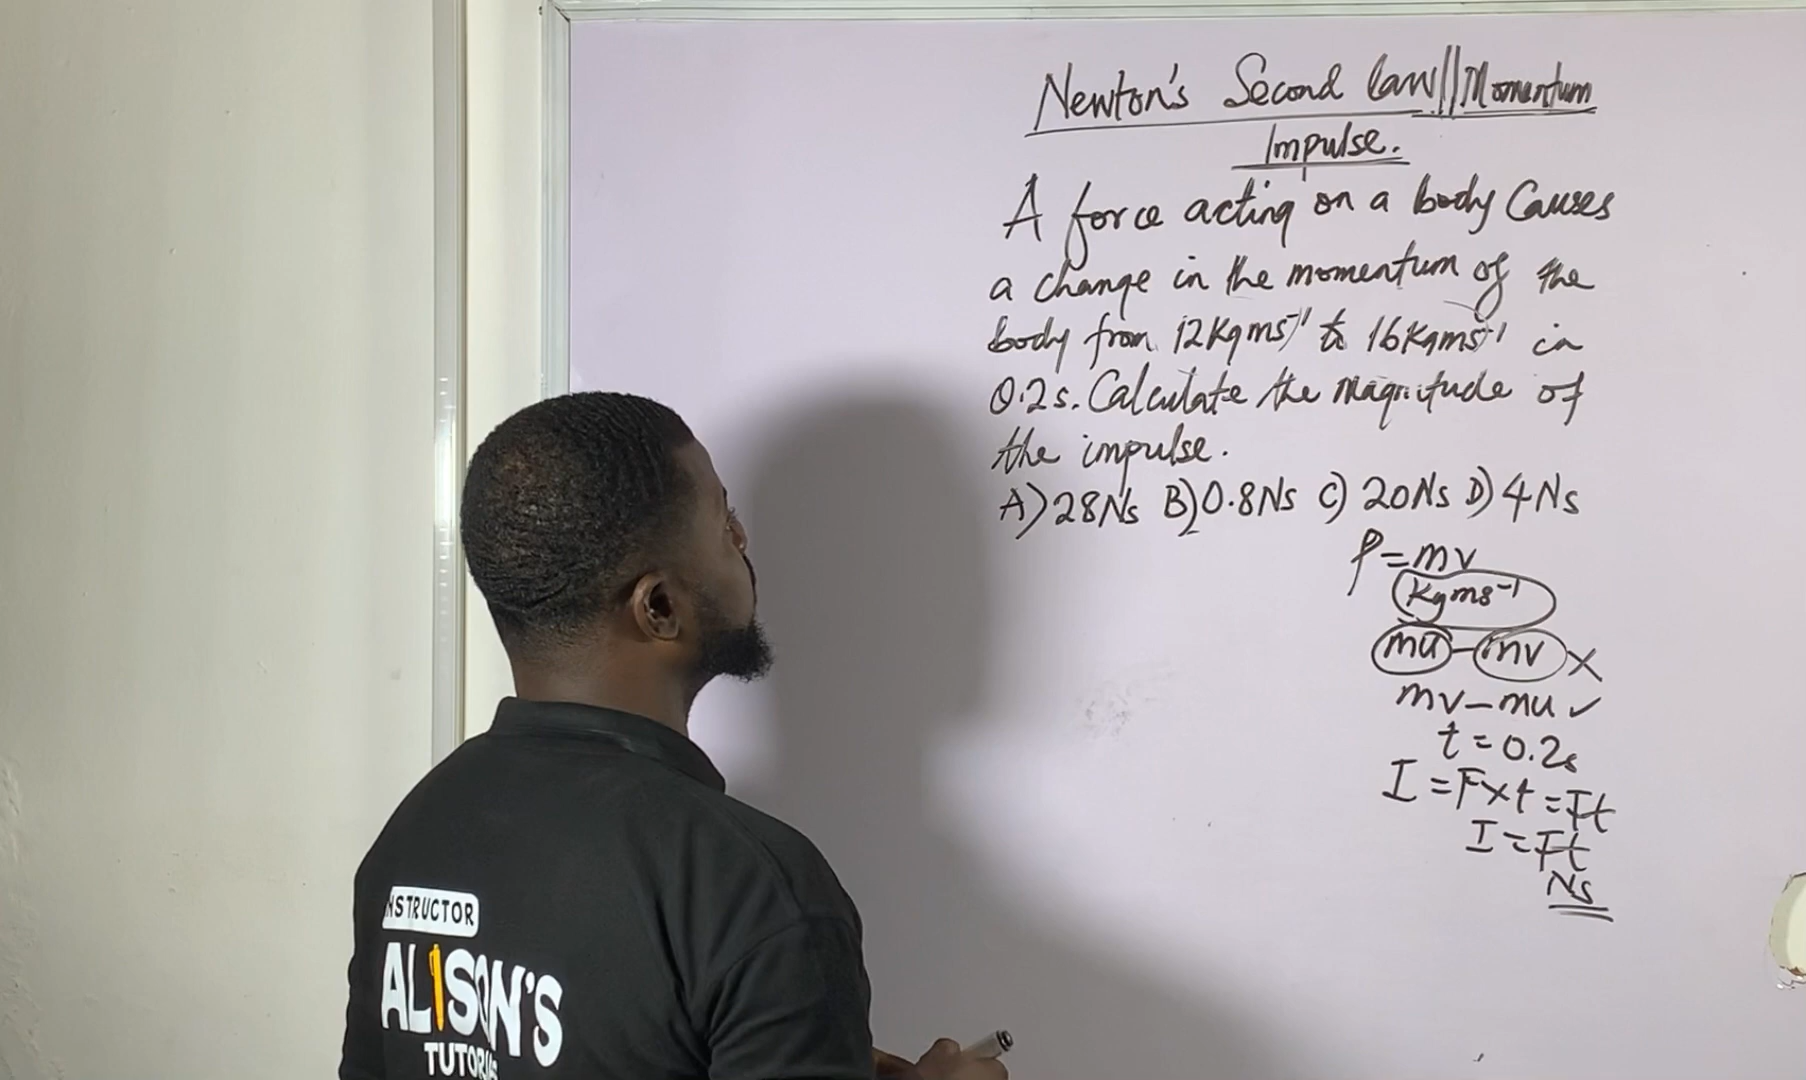 Newton's Second law||Momentum
Impulse.
A force acting on a body Causes
a change in the momentum of the
body from 12Kgms⁻¹ to 16Kgms⁻¹ in
0.2s. Calculate the magnitude of
the impulse.
A) 28Ns B) 0.8Ns C) 20Ns D) 4Ns
P = mv
Kgms⁻¹
mu - mv ×
mv - mu ✓
t = 0.2s
I = F×t = Ft
I = Ft
Ns
NSTRUCTOR
ALISON'S